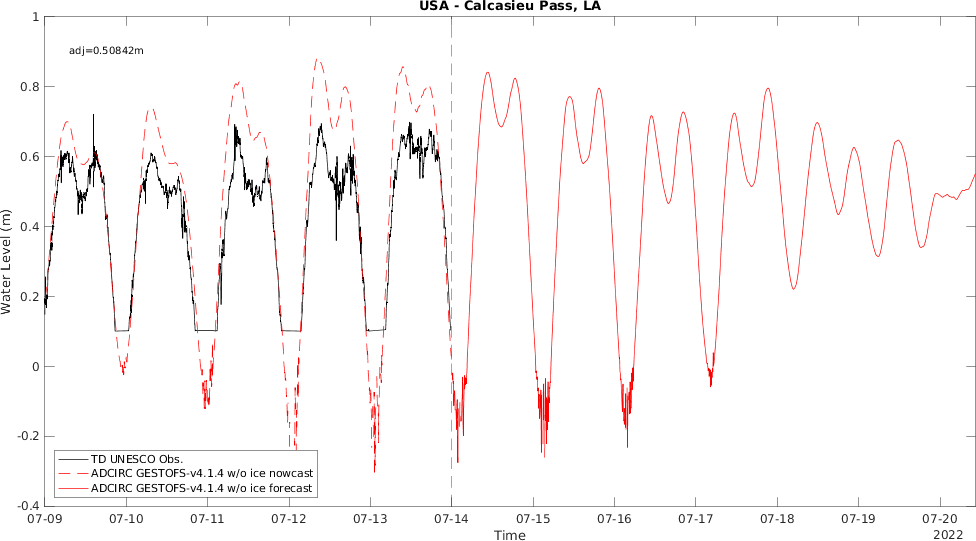 USA - Calcasieu Pass, LA
1
adj=0.50842m
0.8
0.6
0.4
0.2
0
-0.2
-0.4
Water Level (m)
TD UNESCO Obs.
ADCIRC GESTOFS-v4.1.4 w/o ice nowcast
ADCIRC GESTOFS-v4.1.4 w/o ice forecast
07-09 07-10 07-11 07-12 07-13 07-14 07-15 07-16 07-17 07-18 07-19 07-20
Time
2022